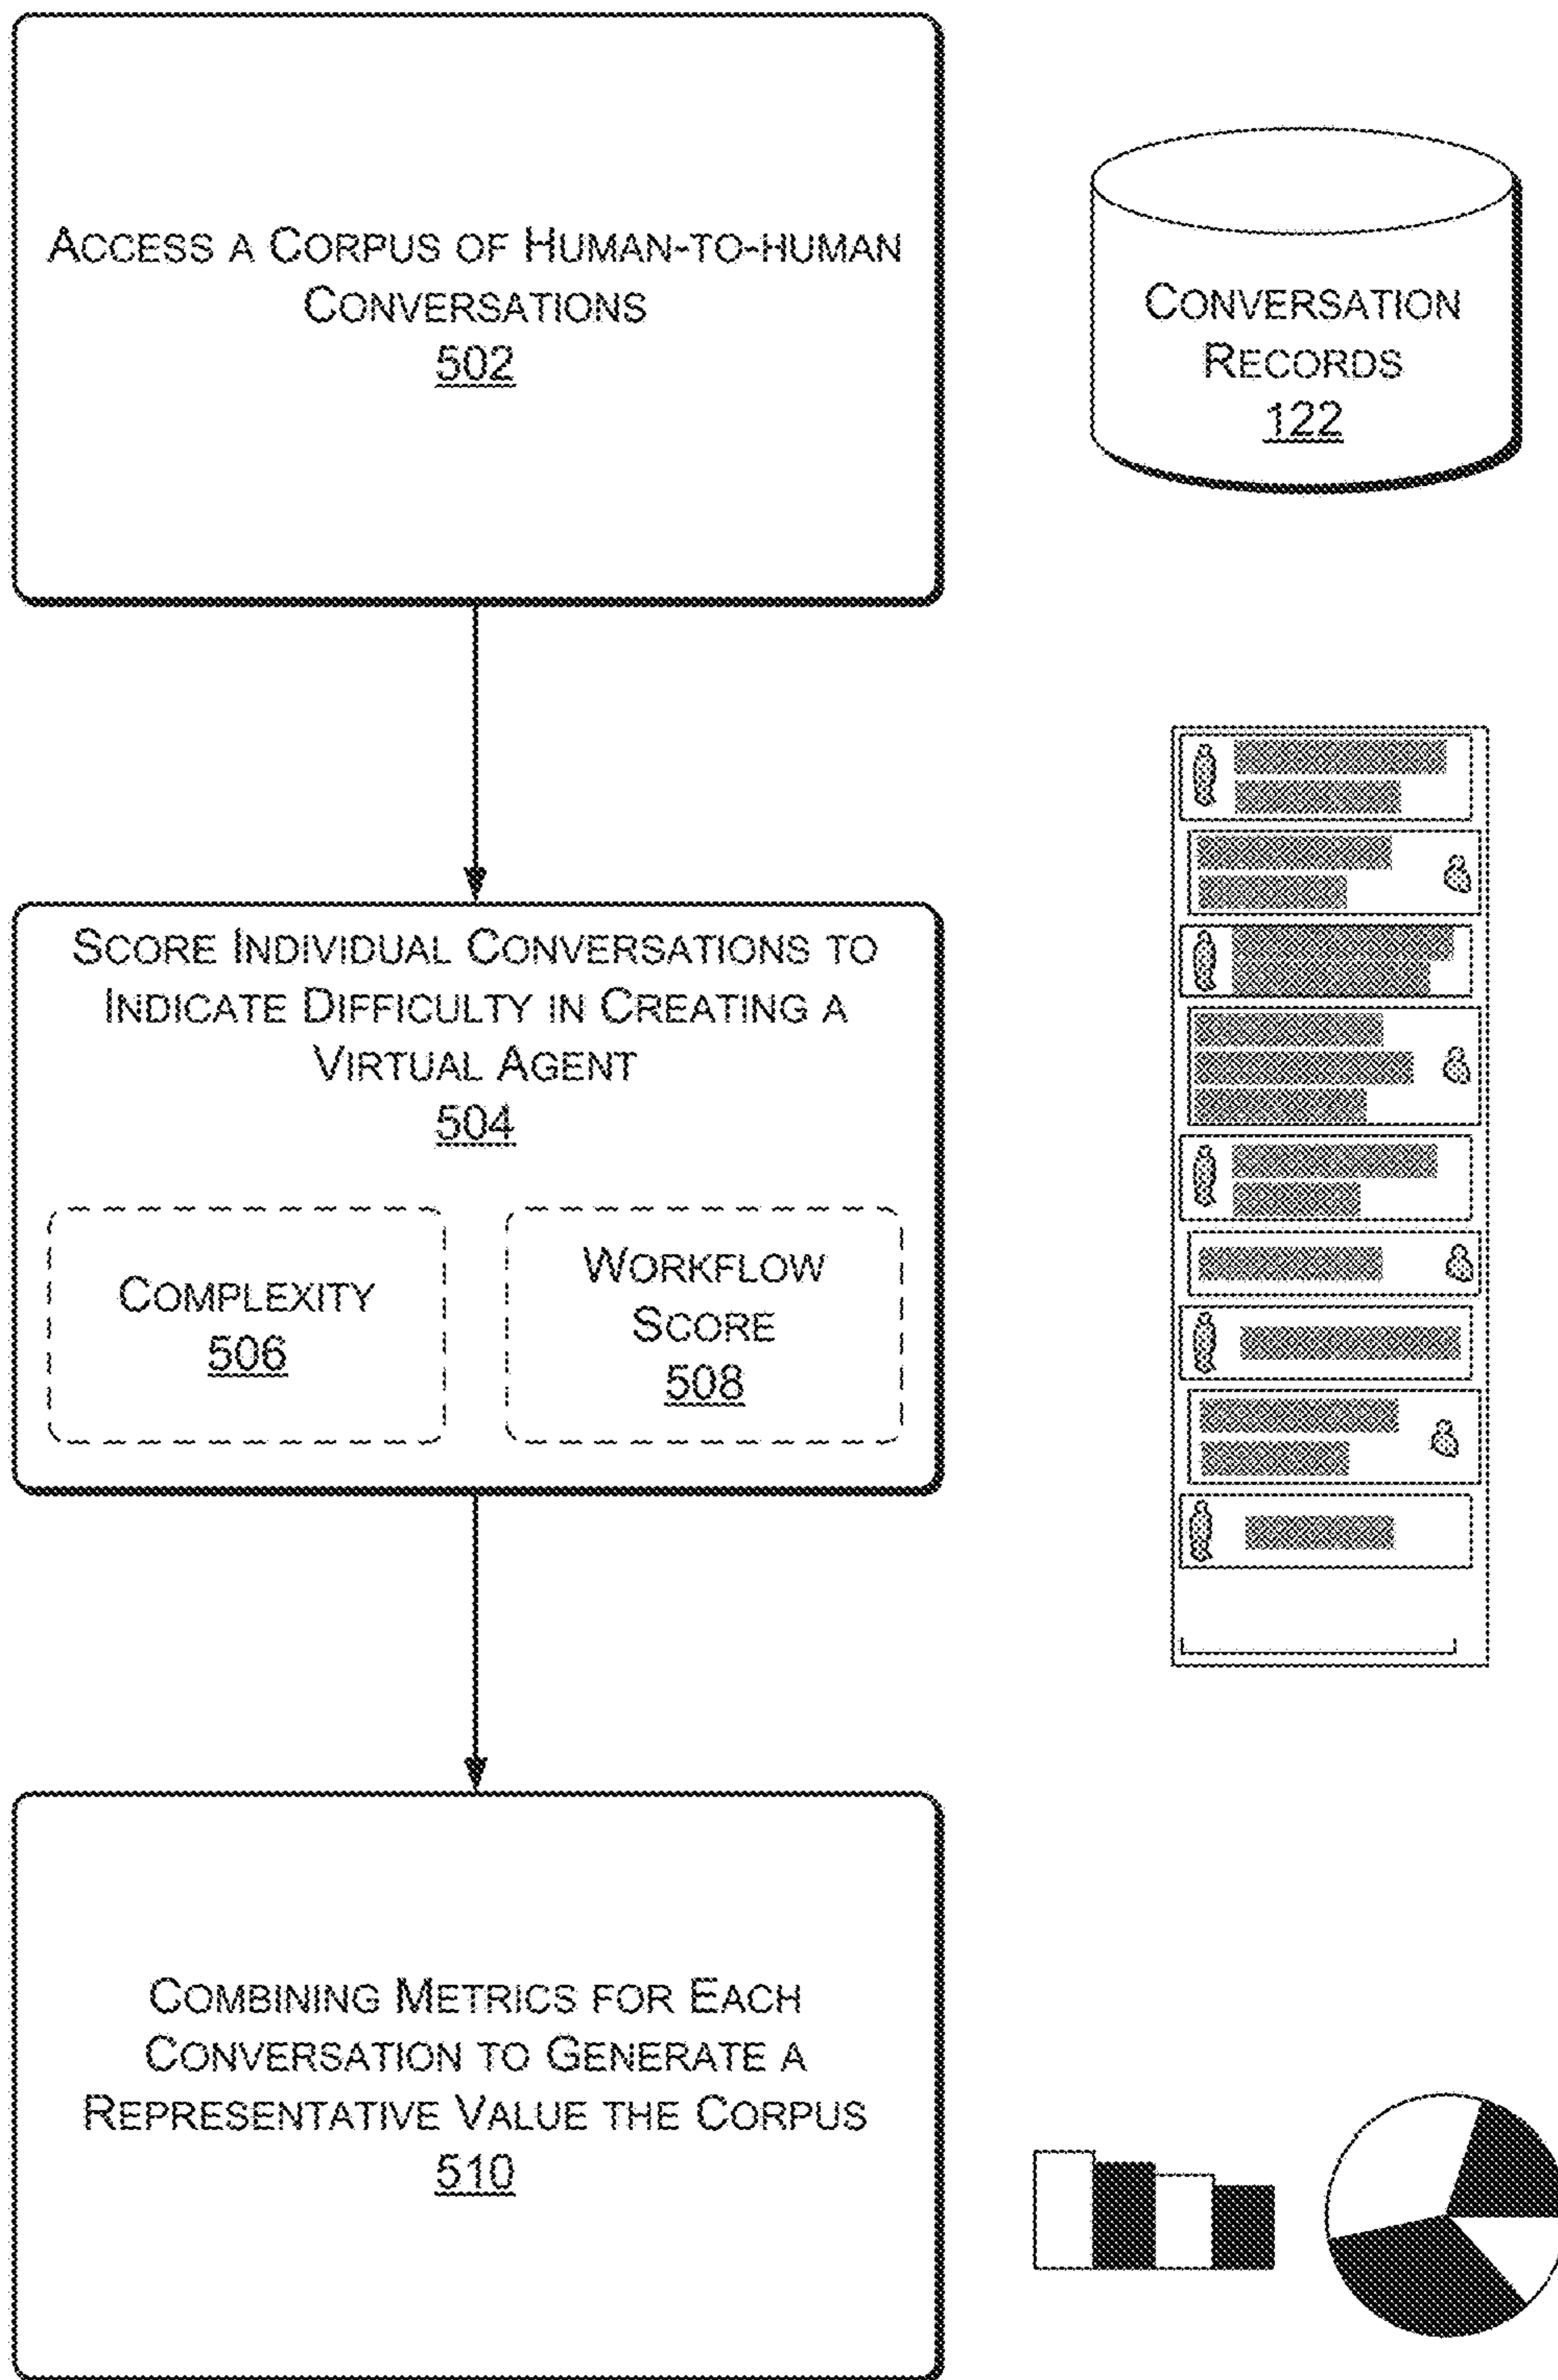 ACCESS A CORPUS OF HUMAN-TO-HUMAN
CONVERSATIONS
502
CONVERSATION
RECORDS
122
SCORE INDIVIDUAL CONVERSATIONS TO
INDICATE DIFFICULTY IN CREATING A
VIRTUAL AGENT
504
COMPLEXITY
506
WORKFLOW
SCORE
508
COMBINING METRICS FOR EACH
CONVERSATION TO GENERATE A
REPRESENTATIVE VALUE THE CORPUS
510